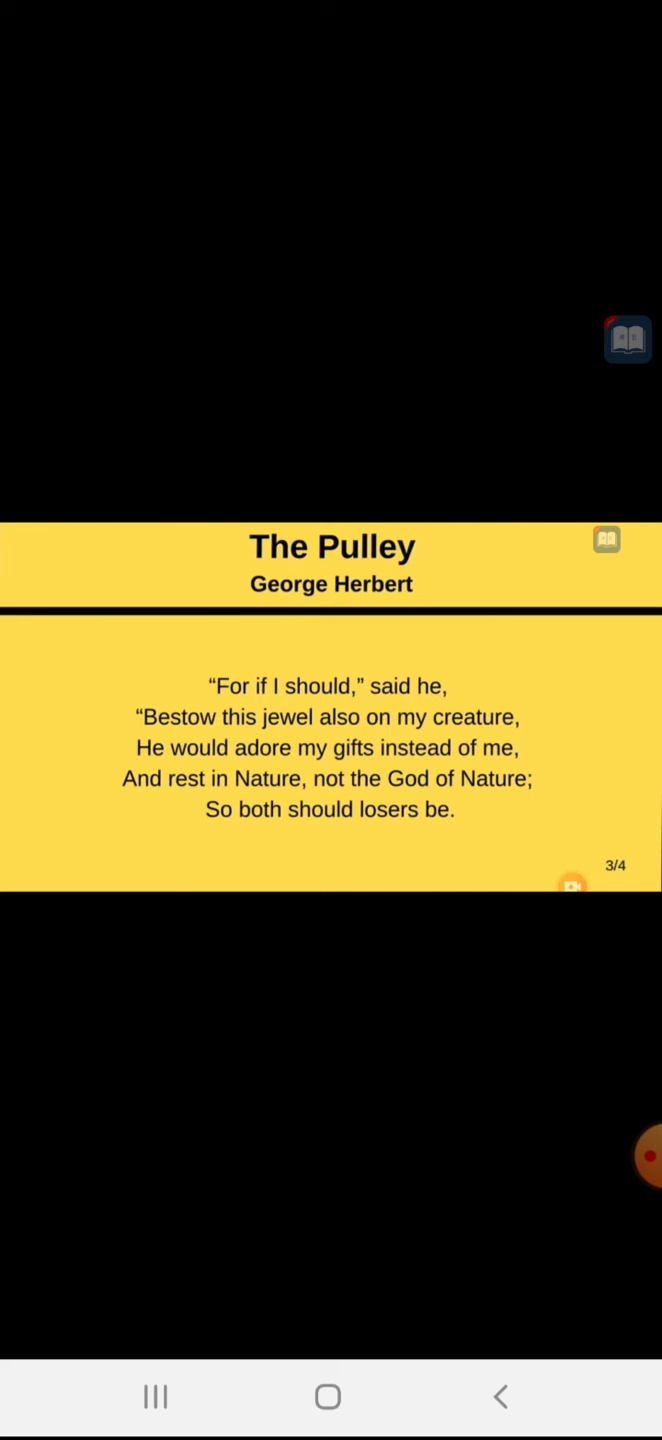 The Pulley
George Herbert
“For if I should,” said he,
“Bestow this jewel also on my creature,
He would adore my gifts instead of me,
And rest in Nature, not the God of Nature;
So both should losers be.
3/4